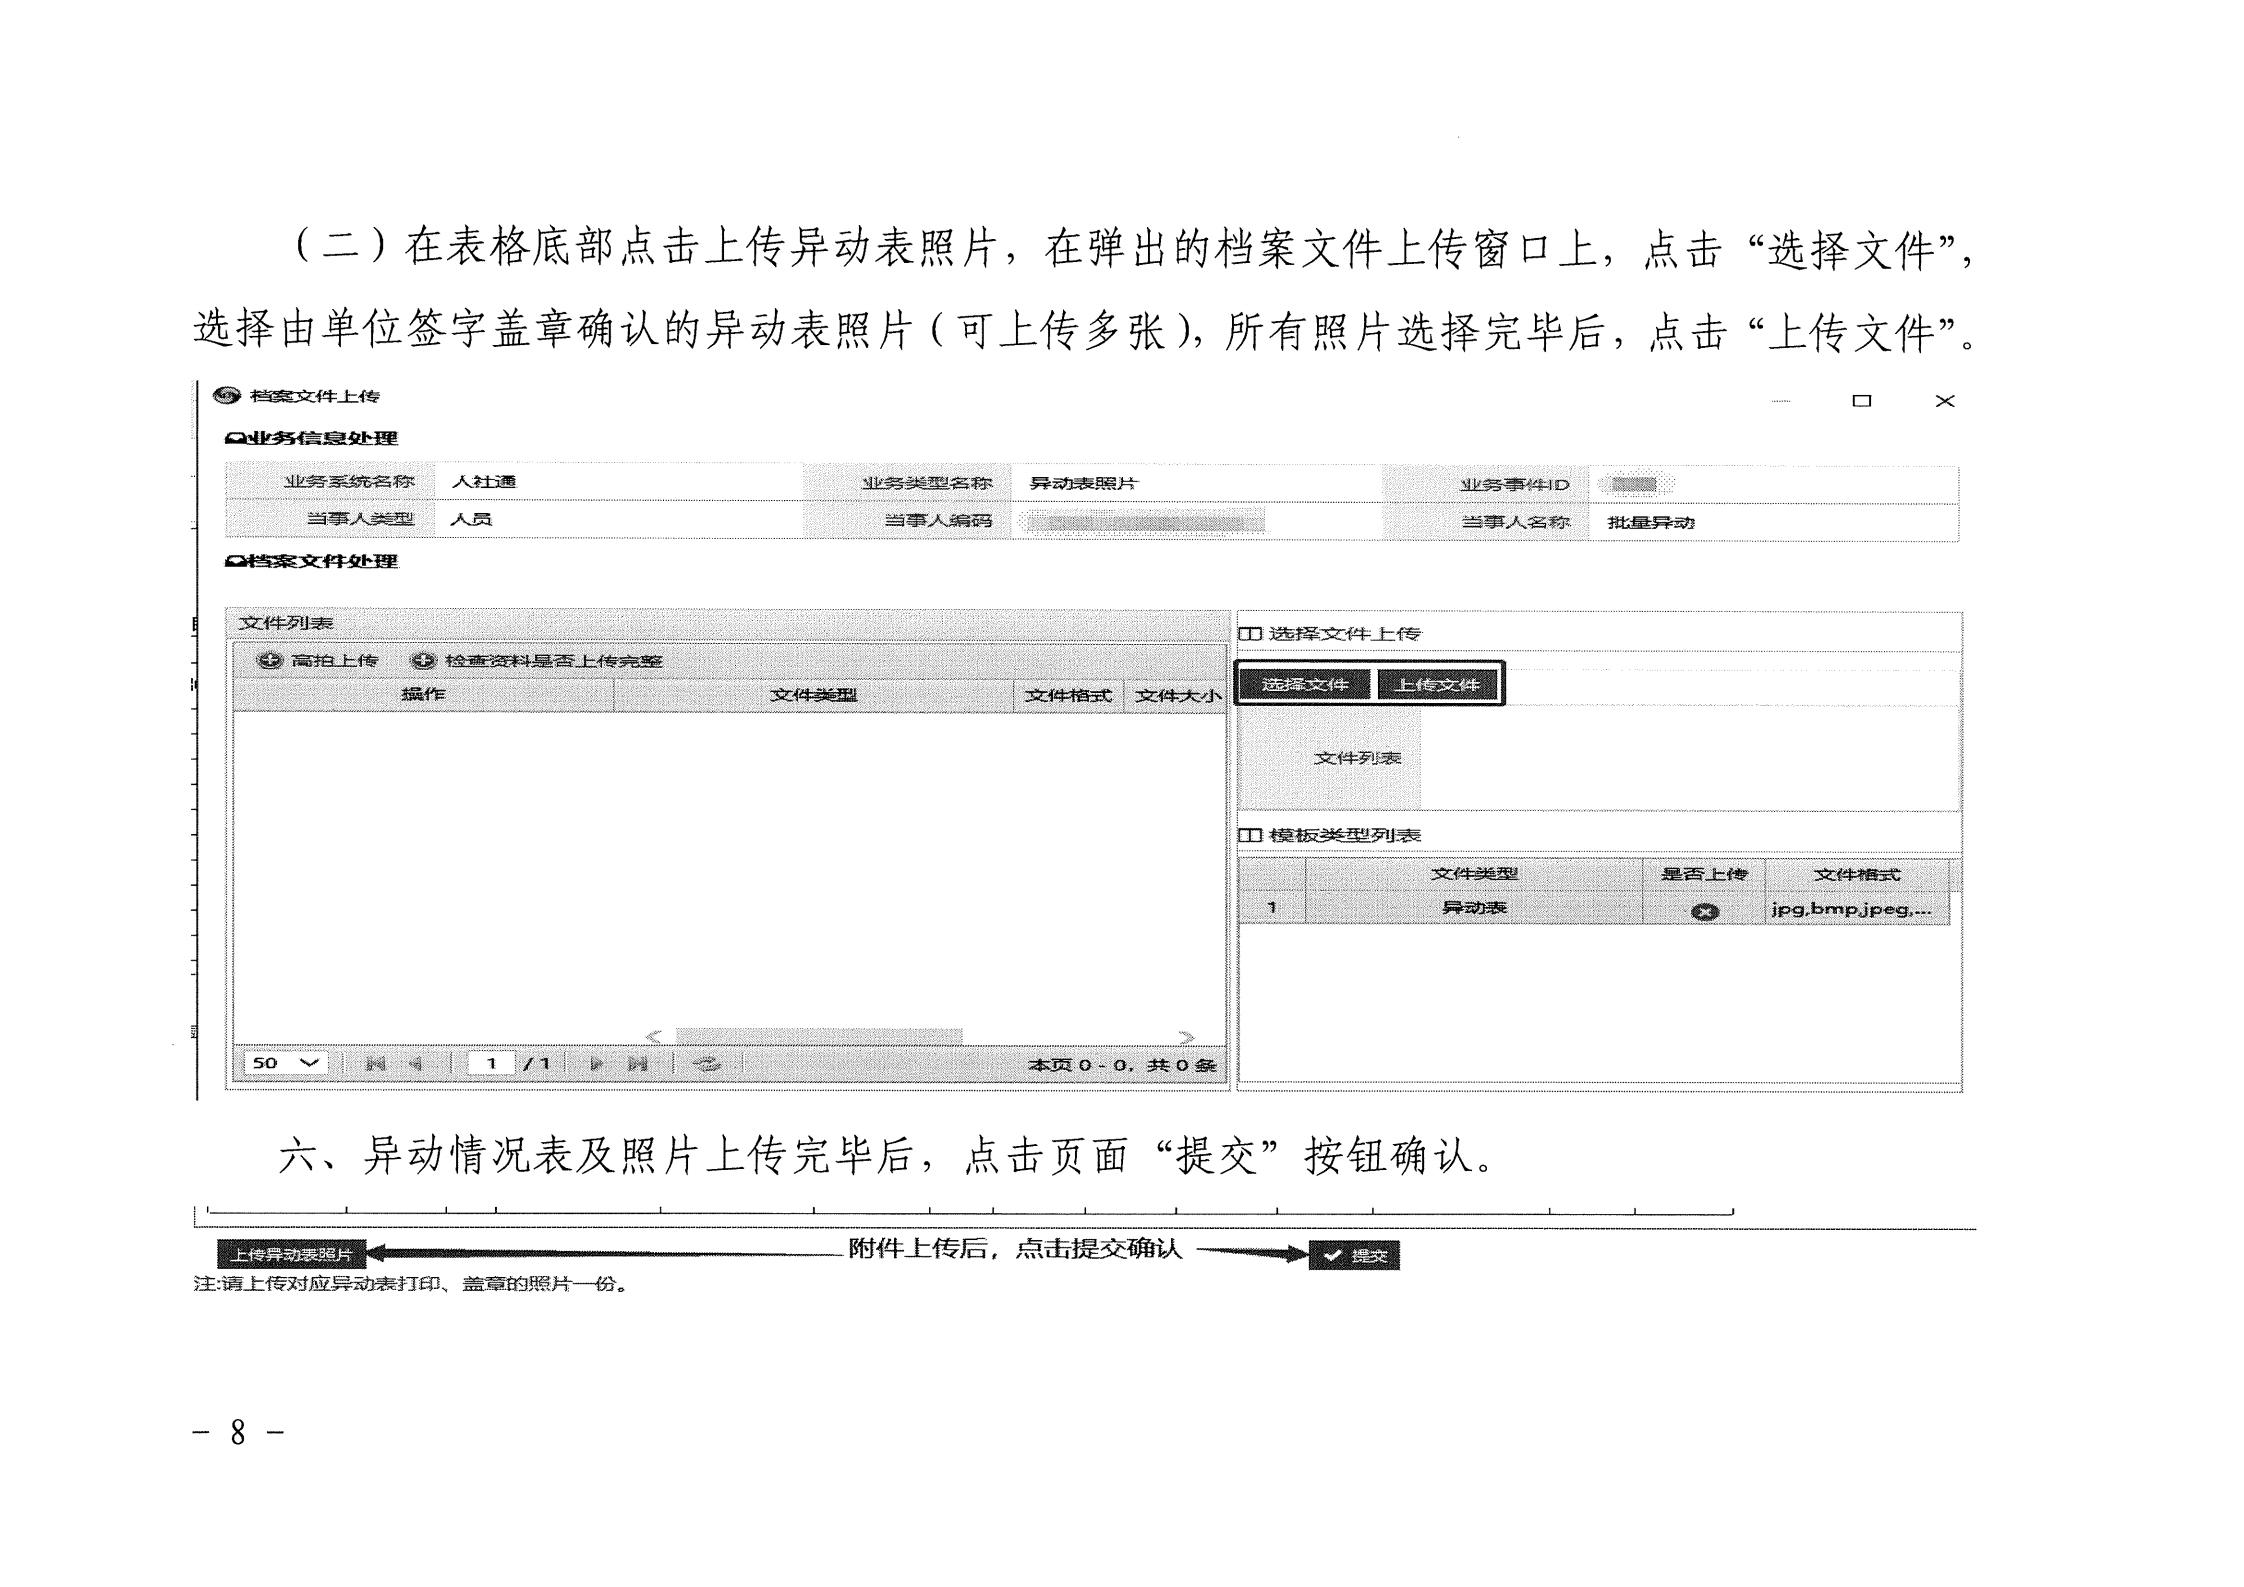 （二）在表格底部点击上传异动表照片，在弹出的档案文件上传窗口上，点击“选择文件”，
选择由单位签字盖章确认的异动表照片（可上传多张），所有照片选择完毕后，点击“上传文件”。
档案文件上传
业务信息处理
业务系统名称 人社通 业务类型名称 异动表照片 业务事件ID
当事人类型 人员 当事人编码 当事人名称 批量异动
档案文件处理
文件列表
高拍上传 检查资料是否上传完整
操作 文件类型 文件格式 文件大小
50 1 / 1 本页 0 - 0，共 0 条
选择文件上传
选择文件 上传文件
文件列表
模板类型列表
文件类型 是否上传 文件格式
1 异动表 jpg,bmp,jpeg,...
六、异动情况表及照片上传完毕后，点击页面“提交”按钮确认。
上传异动表照片 附件上传后，点击提交确认 提交
注:请上传对应异动表打印、盖章的照片一份。
- 8 -